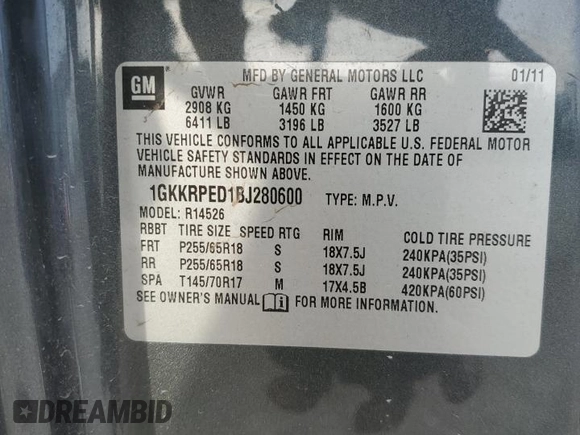 GM
MFD BY GENERAL MOTORS LLC 01/11
GVWR GAWR FRT GAWR RR
2908 KG 1450 KG 1600 KG
6411 LB 3196 LB 3527 LB
THIS VEHICLE CONFORMS TO ALL APPLICABLE U.S. FEDERAL MOTOR
VEHICLE SAFETY STANDARDS IN EFFECT ON THE DATE OF
MANUFACTURE SHOWN ABOVE.
1GKKRPED1BJ280600 TYPE: M.P.V.
MODEL: R14526
RBBT TIRE SIZE SPEED RTG RIM COLD TIRE PRESSURE
FRT P255/65R18 S 18X7.5J 240KPA(35PSI)
RR P255/65R18 S 18X7.5J 240KPA(35PSI)
SPA T145/70R17 M 17X4.5B 420KPA(60PSI)
SEE OWNER'S MANUAL FOR MORE INFORMATION.
DREAMBID